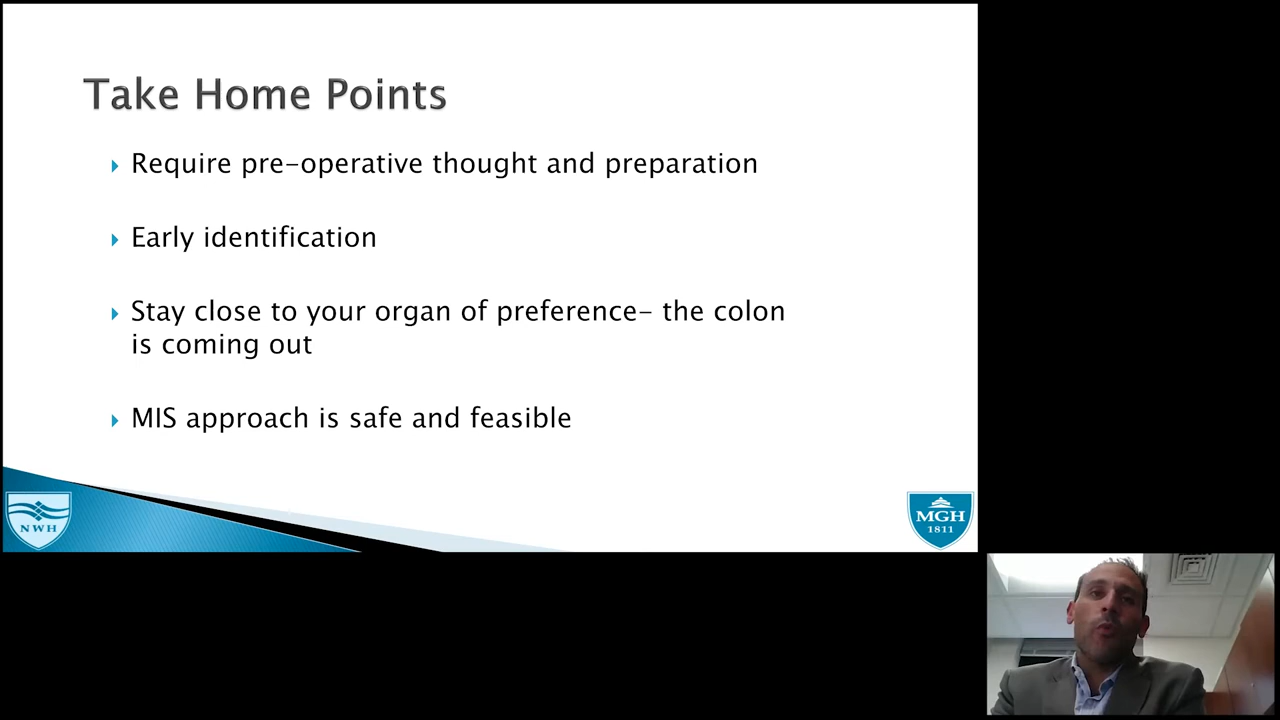 Take Home Points
Require pre-operative thought and preparation
Early identification
Stay close to your organ of preference- the colon
is coming out
MIS approach is safe and feasible
NWH
MGH
1811